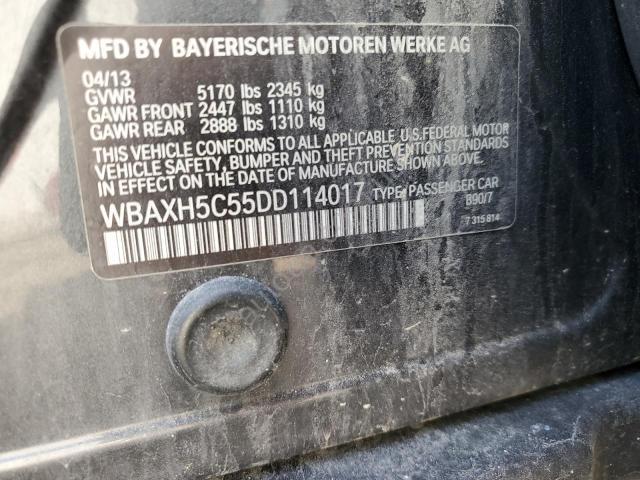 MFD BY BAYERISCHE MOTOREN WERKE AG
04/13
GVWR 5170 lbs 2345 kg
GAWR FRONT 2447 lbs 1110 kg
GAWR REAR 2888 lbs 1310 kg
THIS VEHICLE CONFORMS TO ALL APPLICABLE U.S.FEDERAL MOTOR
VEHICLE SAFETY, BUMPER AND THEFT PREVENTION STANDARDS
IN EFFECT ON THE DATE OF MANUFACTURE SHOWN ABOVE.
WBAXH5C55DD114017 TYPE: PASSENGER CAR
B90/7
7 315 814